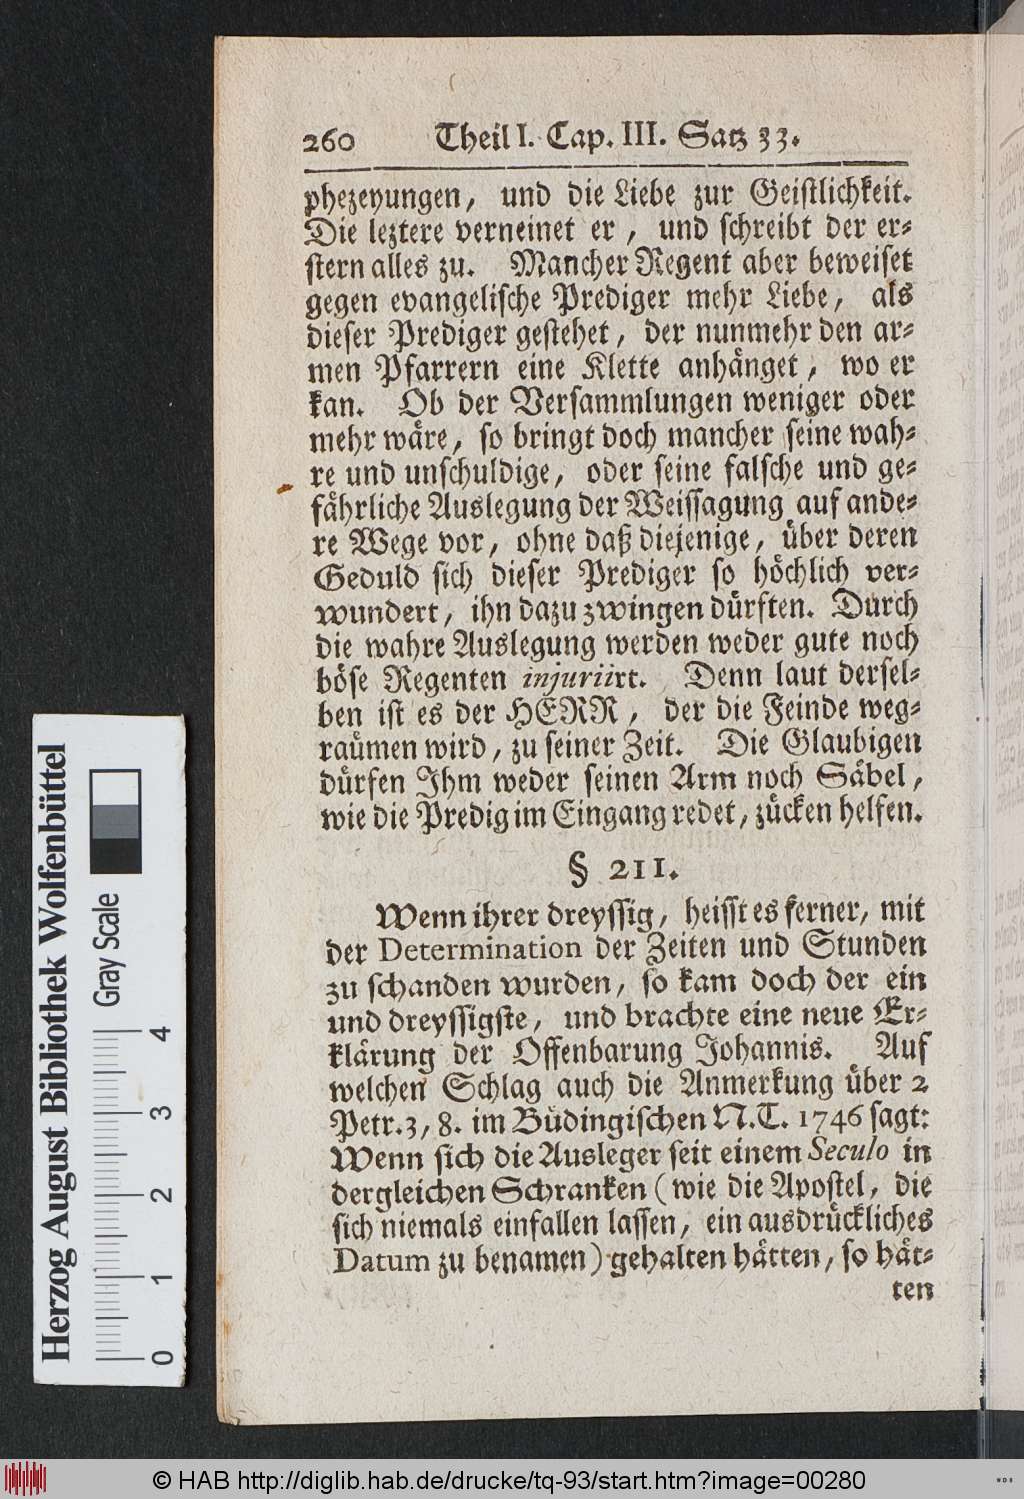 260 Theil I. Cap. III. Satz 33.
phezeyungen, und die Liebe zur Geistlichkeit.
Die leztere verneinet er, und schreibt der er-
stern alles zu. Mancher Regent aber beweiset
gegen evangelische Prediger mehr Liebe, als
dieser Prediger gestehet, der nunmehr den ar-
men Pfarrern eine Klette anhänget, wo er
kan. Ob der Versammlungen weniger oder
mehr wäre, so bringt doch mancher seine wah-
re und unschuldige, oder seine falsche und ge-
fährliche Auslegung der Weissagung auf ande-
re Wege vor, ohne daß diejenige, über deren
Geduld sich dieser Prediger so höchlich ver-
wundert, ihn dazu zwingen dürften. Durch
die wahre Auslegung werden weder gute noch
böse Regenten injuriirt. Denn laut dersel-
ben ist es der HERR, der die Feinde weg-
raümen wird, zu seiner Zeit. Die Glaubigen
dürfen Ihm weder seinen Arm noch Säbel,
wie die Predig im Eingang redet, zücken helfen.
§ 211.
Wenn ihrer dreyssig, heisst es ferner, mit
der Determination der Zeiten und Stunden
zu schanden wurden, so kam doch der ein
und dreyssigste, und brachte eine neue Er-
klärung der Offenbarung Johannis. Auf
welchen Schlag auch die Anmerkung über 2
Petr. 3, 8. im Büdingischen N. T. 1746 sagt:
Wenn sich die Ausleger seit einem Seculo in
dergleichen Schranken (wie die Apostel, die
sich niemals einfallen lassen, ein ausdrückliches
Datum zu benamen) gehalten hätten, so hät-
ten
Herzog August Bibliothek Wolfenbüttel
Gray Scale
0 1 2 3 4
© HAB http://diglib.hab.de/drucke/tq-93/start.htm?image=00280
WDB